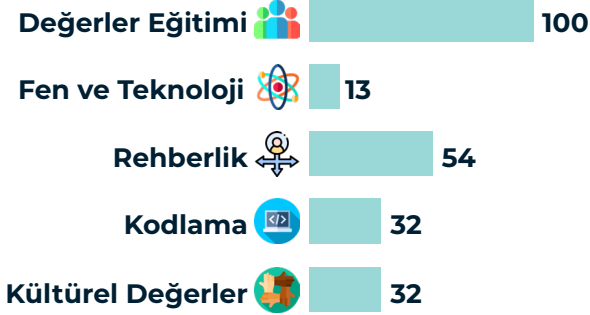 Değerler Eğitimi 100
Fen ve Teknoloji 13
Rehberlik 54
Kodlama </> 32
Kültürel Değerler 32